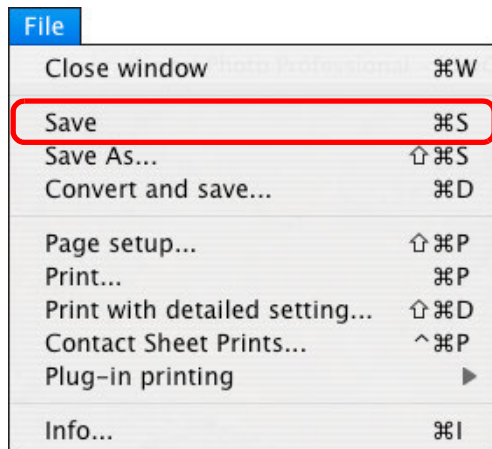 File
Close window ⌘W
Save ⌘S
Save As... ⇧⌘S
Convert and save... ⌘D
Page setup... ⇧⌘P
Print... ⌘P
Print with detailed setting... ⇧⌘D
Contact Sheet Prints... ^⌘P
Plug-in printing ▶
Info... ⌘I